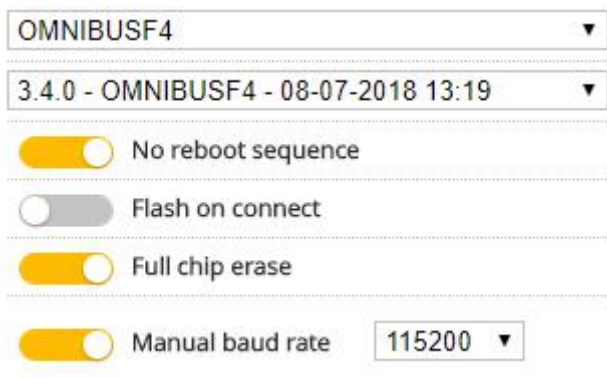 OMNIBUSF4
3.4.0 - OMNIBUSF4 - 08-07-2018 13:19
No reboot sequence
Flash on connect
Full chip erase
Manual baud rate 115200